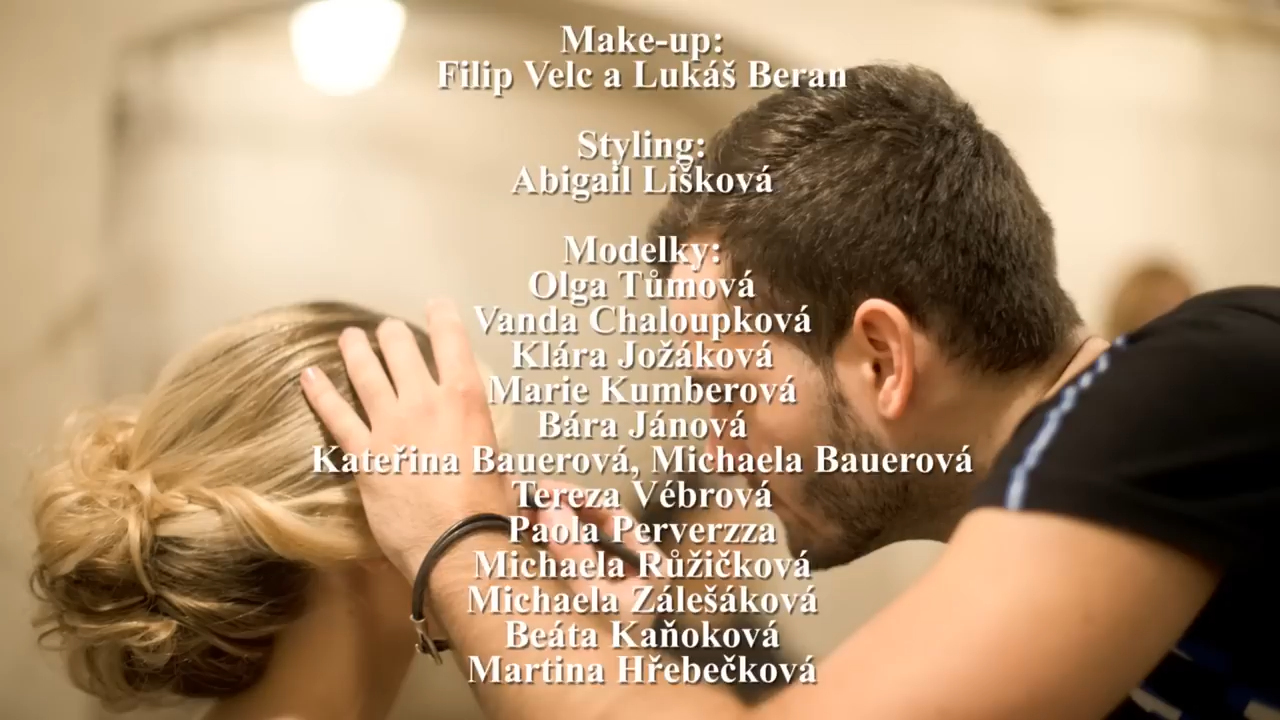 Make-up:
Filip Velc a Lukáš Beran
Styling:
Abigail Lišková
Modelky:
Olga Tůmová
Vanda Chaloupková
Klára Jožáková
Marie Kumberová
Bára Jánová
Kateřina Bauerová, Michaela Bauerová
Tereza Vébrová
Paola Perverzza
Michaela Růžičková
Michaela Zálešáková
Beáta Kaňoková
Martina Hřebečková